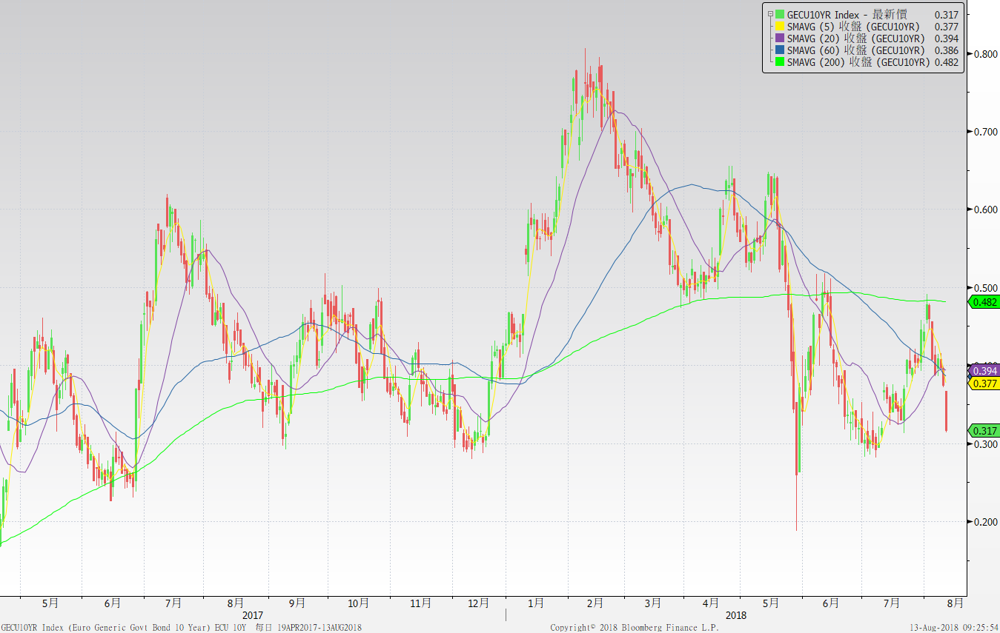 GECU10YR Index - 最新價 0.317
SMAVG (5) 收盤 (GECU10YR) 0.377
SMAVG (20) 收盤 (GECU10YR) 0.394
SMAVG (60) 收盤 (GECU10YR) 0.386
SMAVG (200) 收盤 (GECU10YR) 0.482
0.800
0.700
0.600
0.500
0.482
0.394
0.377
0.317
0.300
0.200
5月 6月 7月 8月 9月 10月 11月 12月 1月 2月 3月 4月 5月 6月 7月 8月
2017 2018
GECU10YR Index (Euro Generic Govt Bond 10 Year) ECU 10Y 每日 19APR2017-13AUG2018 Copyright© 2018 Bloomberg Finance L.P. 13-Aug-2018 09:25:54